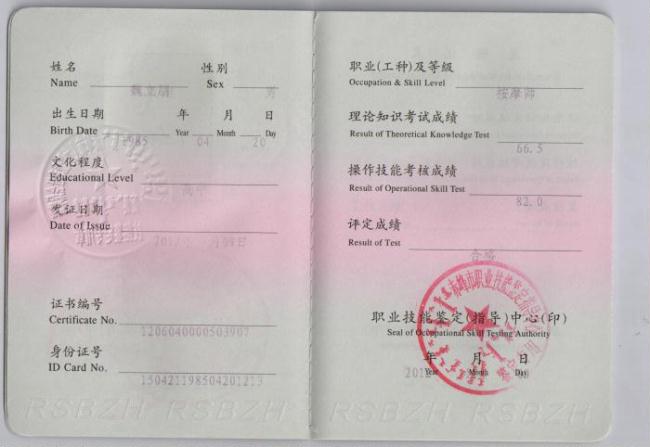 姓名 性别
Name Sex
男
出生日期 年 月 日
Birth Date Year Month Day
1985 04 20
文化程度
Educational Level
高中
发证日期
Date of Issue
证书编号
Certificate No.
1206040000503907
身份证号
ID Card No.
150421198504201213
RSBZH RSBZH
职业(工种)及等级
Occupation & Skill Level
按摩师
理论知识考试成绩
Result of Theoretical Knowledge Test
66.5
操作技能考核成绩
Result of Operational Skill Test
82.0
评定成绩
Result of Test
合格
职业技能鉴定(指导)中心(印)
Seal of Occupational Skill Testing Authority
年 月 日
Year Month Day
2012
RSBZH RSBZH